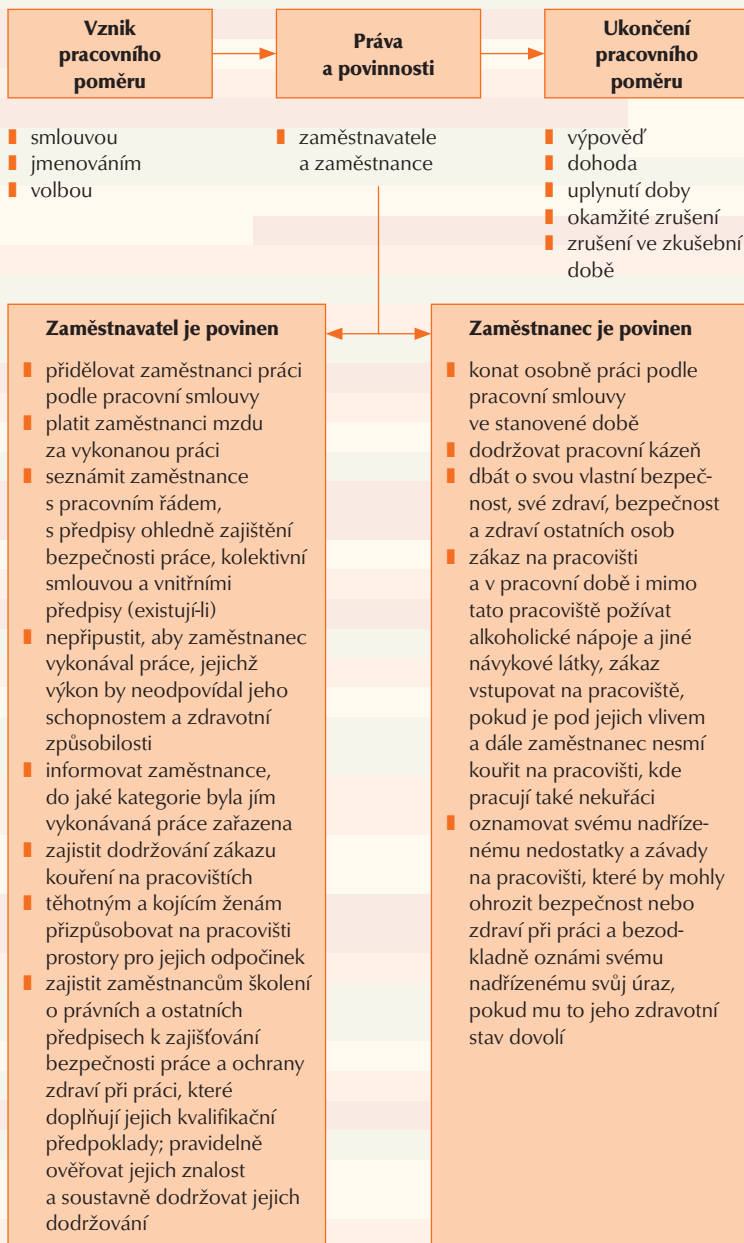 Vznik
pracovního
poměru
Práva
a povinnosti
Ukončení
pracovního
poměru
smlouvou
jmenováním
volbou
zaměstnavatele
a zaměstnance
výpověď
dohoda
uplynutí doby
okamžité zrušení
zrušení ve zkušební
době
Zaměstnavatel je povinen
přidělovat zaměstnanci práci
podle pracovní smlouvy
platit zaměstnanci mzdu
za vykonanou práci
seznámit zaměstnance
s pracovním řádem,
s předpisy ohledně zajištění
bezpečnosti práce, kolektivní
smlouvou a vnitřními
předpisy (existují-li)
nepřipustit, aby zaměstnanec
vykonával práce, jejichž
výkon by neodpovídal jeho
schopnostem a zdravotní
způsobilosti
informovat zaměstnance,
do jaké kategorie byla jím
vykonávaná práce zařazena
zajistit dodržování zákazu
kouření na pracovištích
těhotným a kojícím ženám
přizpůsobovat na pracovišti
prostory pro jejich odpočinek
zajistit zaměstnancům školení
o právních a ostatních
předpisech k zajišťování
bezpečnosti práce a ochrany
zdraví při práci, které
doplňují jejich kvalifikační
předpoklady; pravidelně
ověřovat jejich znalost
a soustavně dodržovat jejich
dodržování
Zaměstnanec je povinen
konat osobně práci podle
pracovní smlouvy
ve stanovené době
dodržovat pracovní kázeň
dbát o svou vlastní bezpeč-
nost, své zdraví, bezpečnost
a zdraví ostatních osob
zákaz na pracovišti
a v pracovní době i mimo
tato pracoviště požívat
alkoholické nápoje a jiné
návykové látky, zákaz
vstupovat na pracoviště,
pokud je pod jejich vlivem
a dále zaměstnanec nesmí
kouřit na pracovišti, kde
pracují také nekuřáci
oznamovat svému nadříze-
nému nedostatky a závady
na pracovišti, které by mohly
ohrozit bezpečnost nebo
zdraví při práci a bezod-
kladně oznámi svému
nadřízenému svůj úraz,
pokud mu to jeho zdravotní
stav dovolí